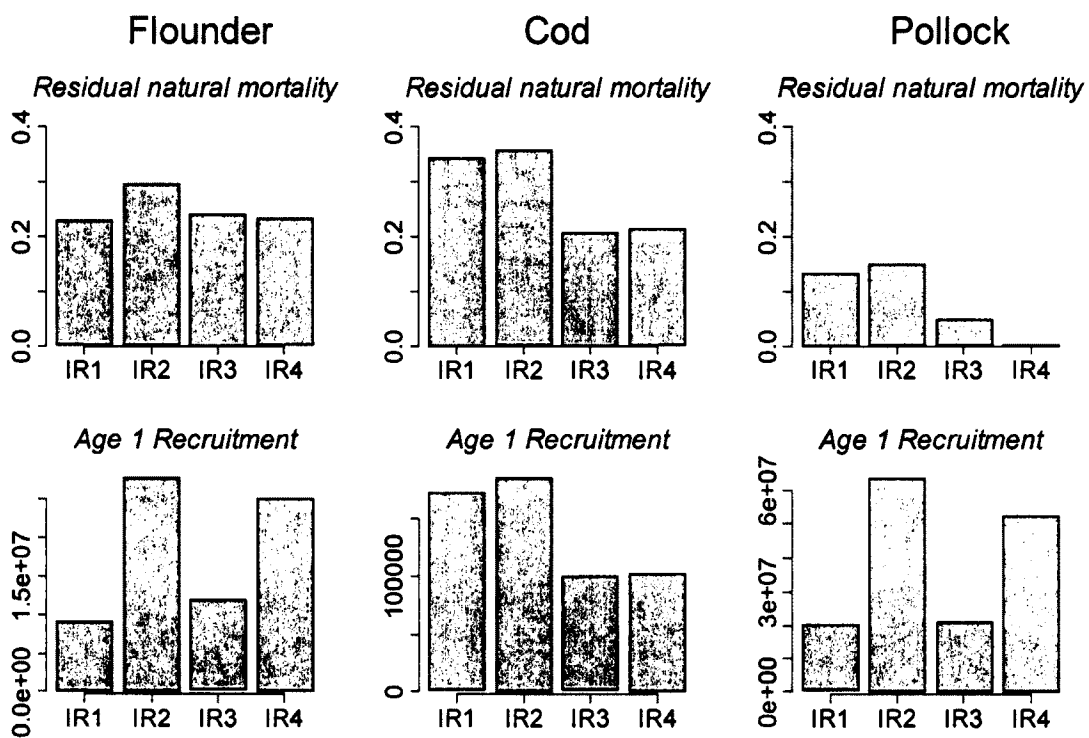 Flounder Cod Pollock
Residual natural mortality Residual natural mortality Residual natural mortality
0.4 0.4 0.4
0.2 0.2 0.2
0.0 0.0 0.0
IR1 IR2 IR3 IR4 IR1 IR2 IR3 IR4 IR1 IR2 IR3 IR4
Age 1 Recruitment Age 1 Recruitment Age 1 Recruitment
1.5e+07 100000 6e+07
0.0e+00 0 3e+07
0e+00
IR1 IR2 IR3 IR4 IR1 IR2 IR3 IR4 IR1 IR2 IR3 IR4